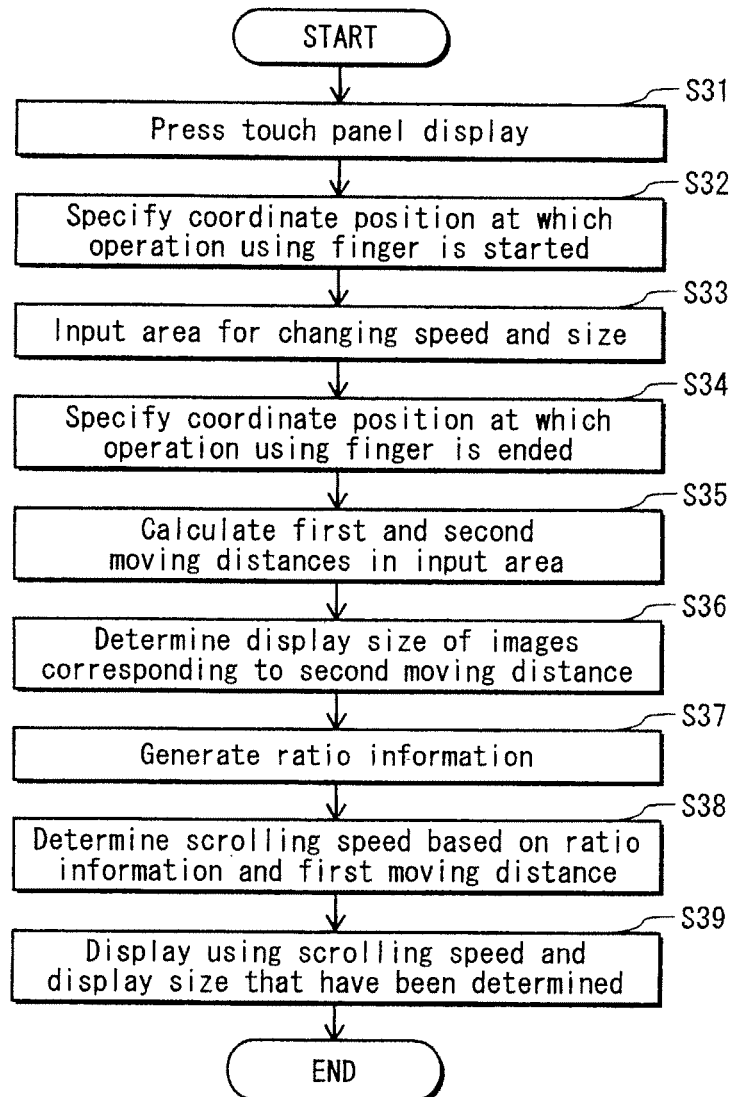 START
S31
Press touch panel display
S32
Specify coordinate position at which
operation using finger is started
S33
Input area for changing speed and size
S34
Specify coordinate position at which
operation using finger is ended
S35
Calculate first and second
moving distances in input area
S36
Determine display size of images
corresponding to second moving distance
S37
Generate ratio information
S38
Determine scrolling speed based on ratio
information and first moving distance
S39
Display using scrolling speed and
display size that have been determined
END